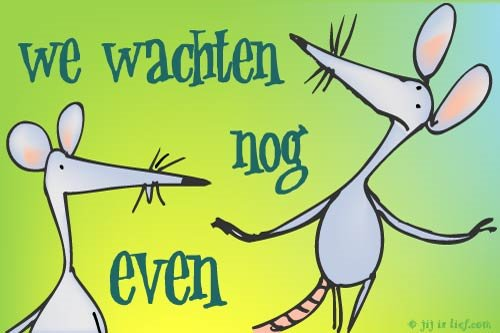 we wachten
nog
even
© jij is lief.com